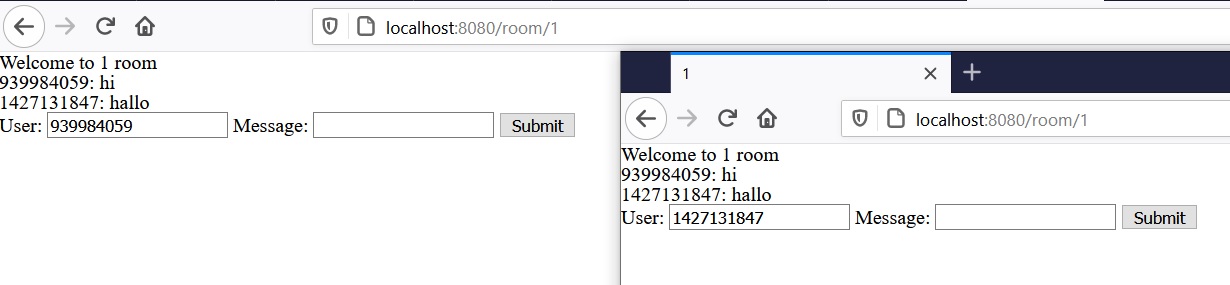 localhost:8080/room/1
Welcome to 1 room
939984059: hi
1427131847: hallo
User: 939984059 Message: Submit
1
localhost:8080/room/1
Welcome to 1 room
939984059: hi
1427131847: hallo
User: 1427131847 Message: Submit